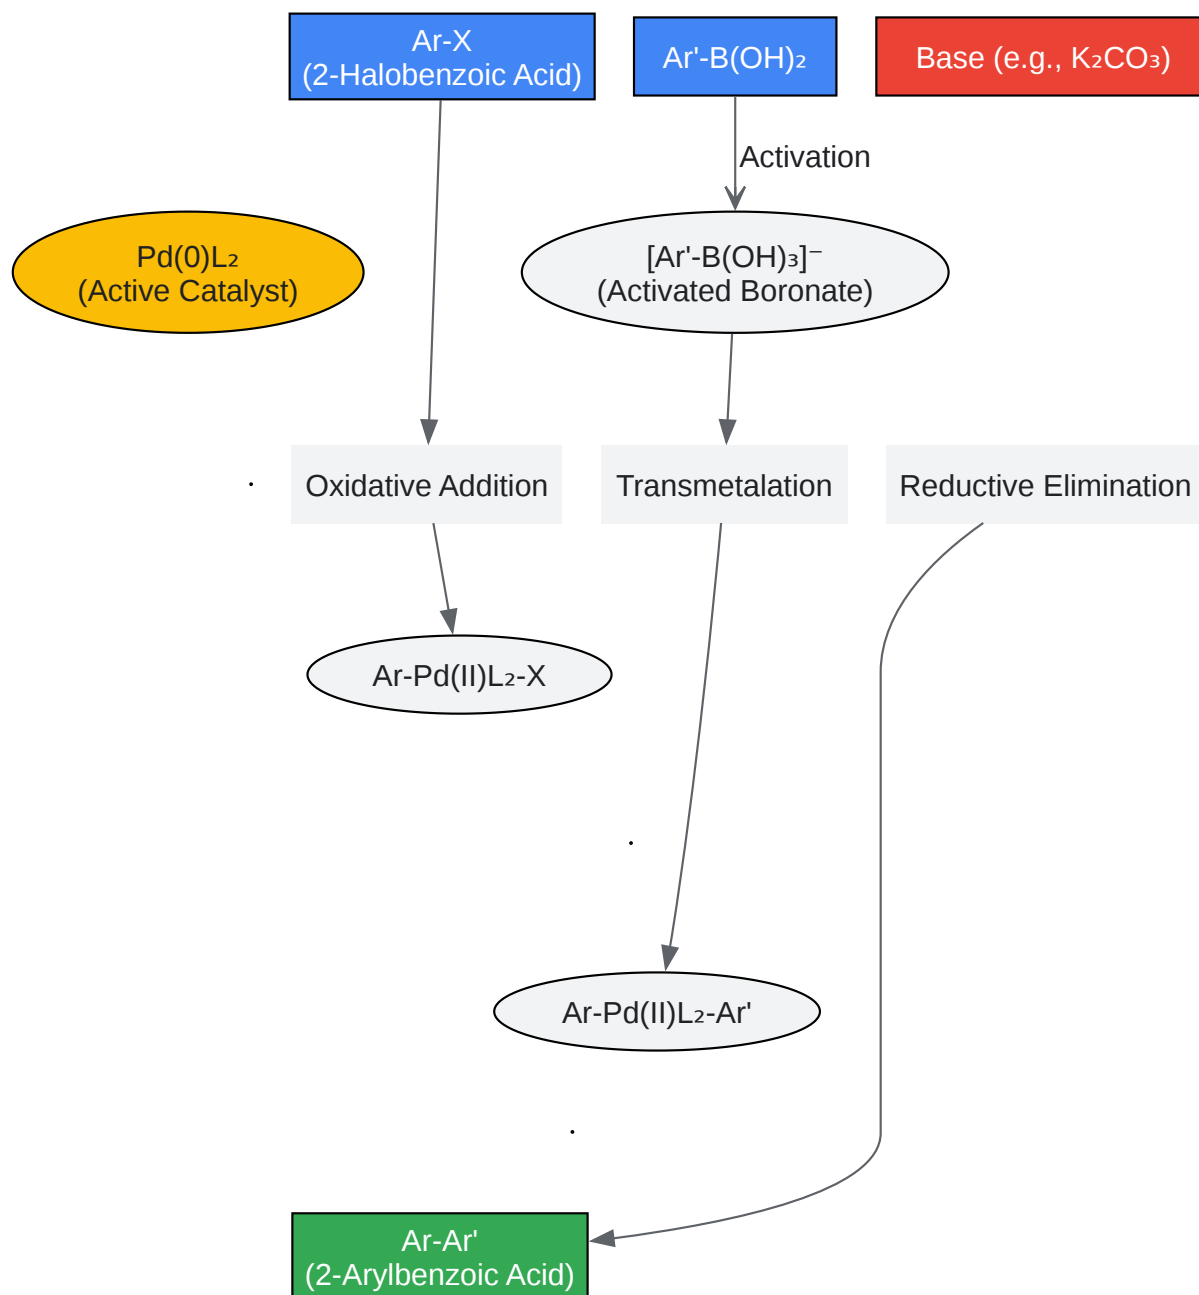 Ar-X
(2-Halobenzoic Acid)
Ar'-B(OH)₂
Base (e.g., K₂CO₃)
Activation
Pd(0)L₂
(Active Catalyst)
[Ar'-B(OH)₃]⁻
(Activated Boronate)
Oxidative Addition
Transmetalation
Reductive Elimination
Ar-Pd(II)L₂-X
Ar-Pd(II)L₂-Ar'
Ar-Ar'
(2-Arylbenzoic Acid)